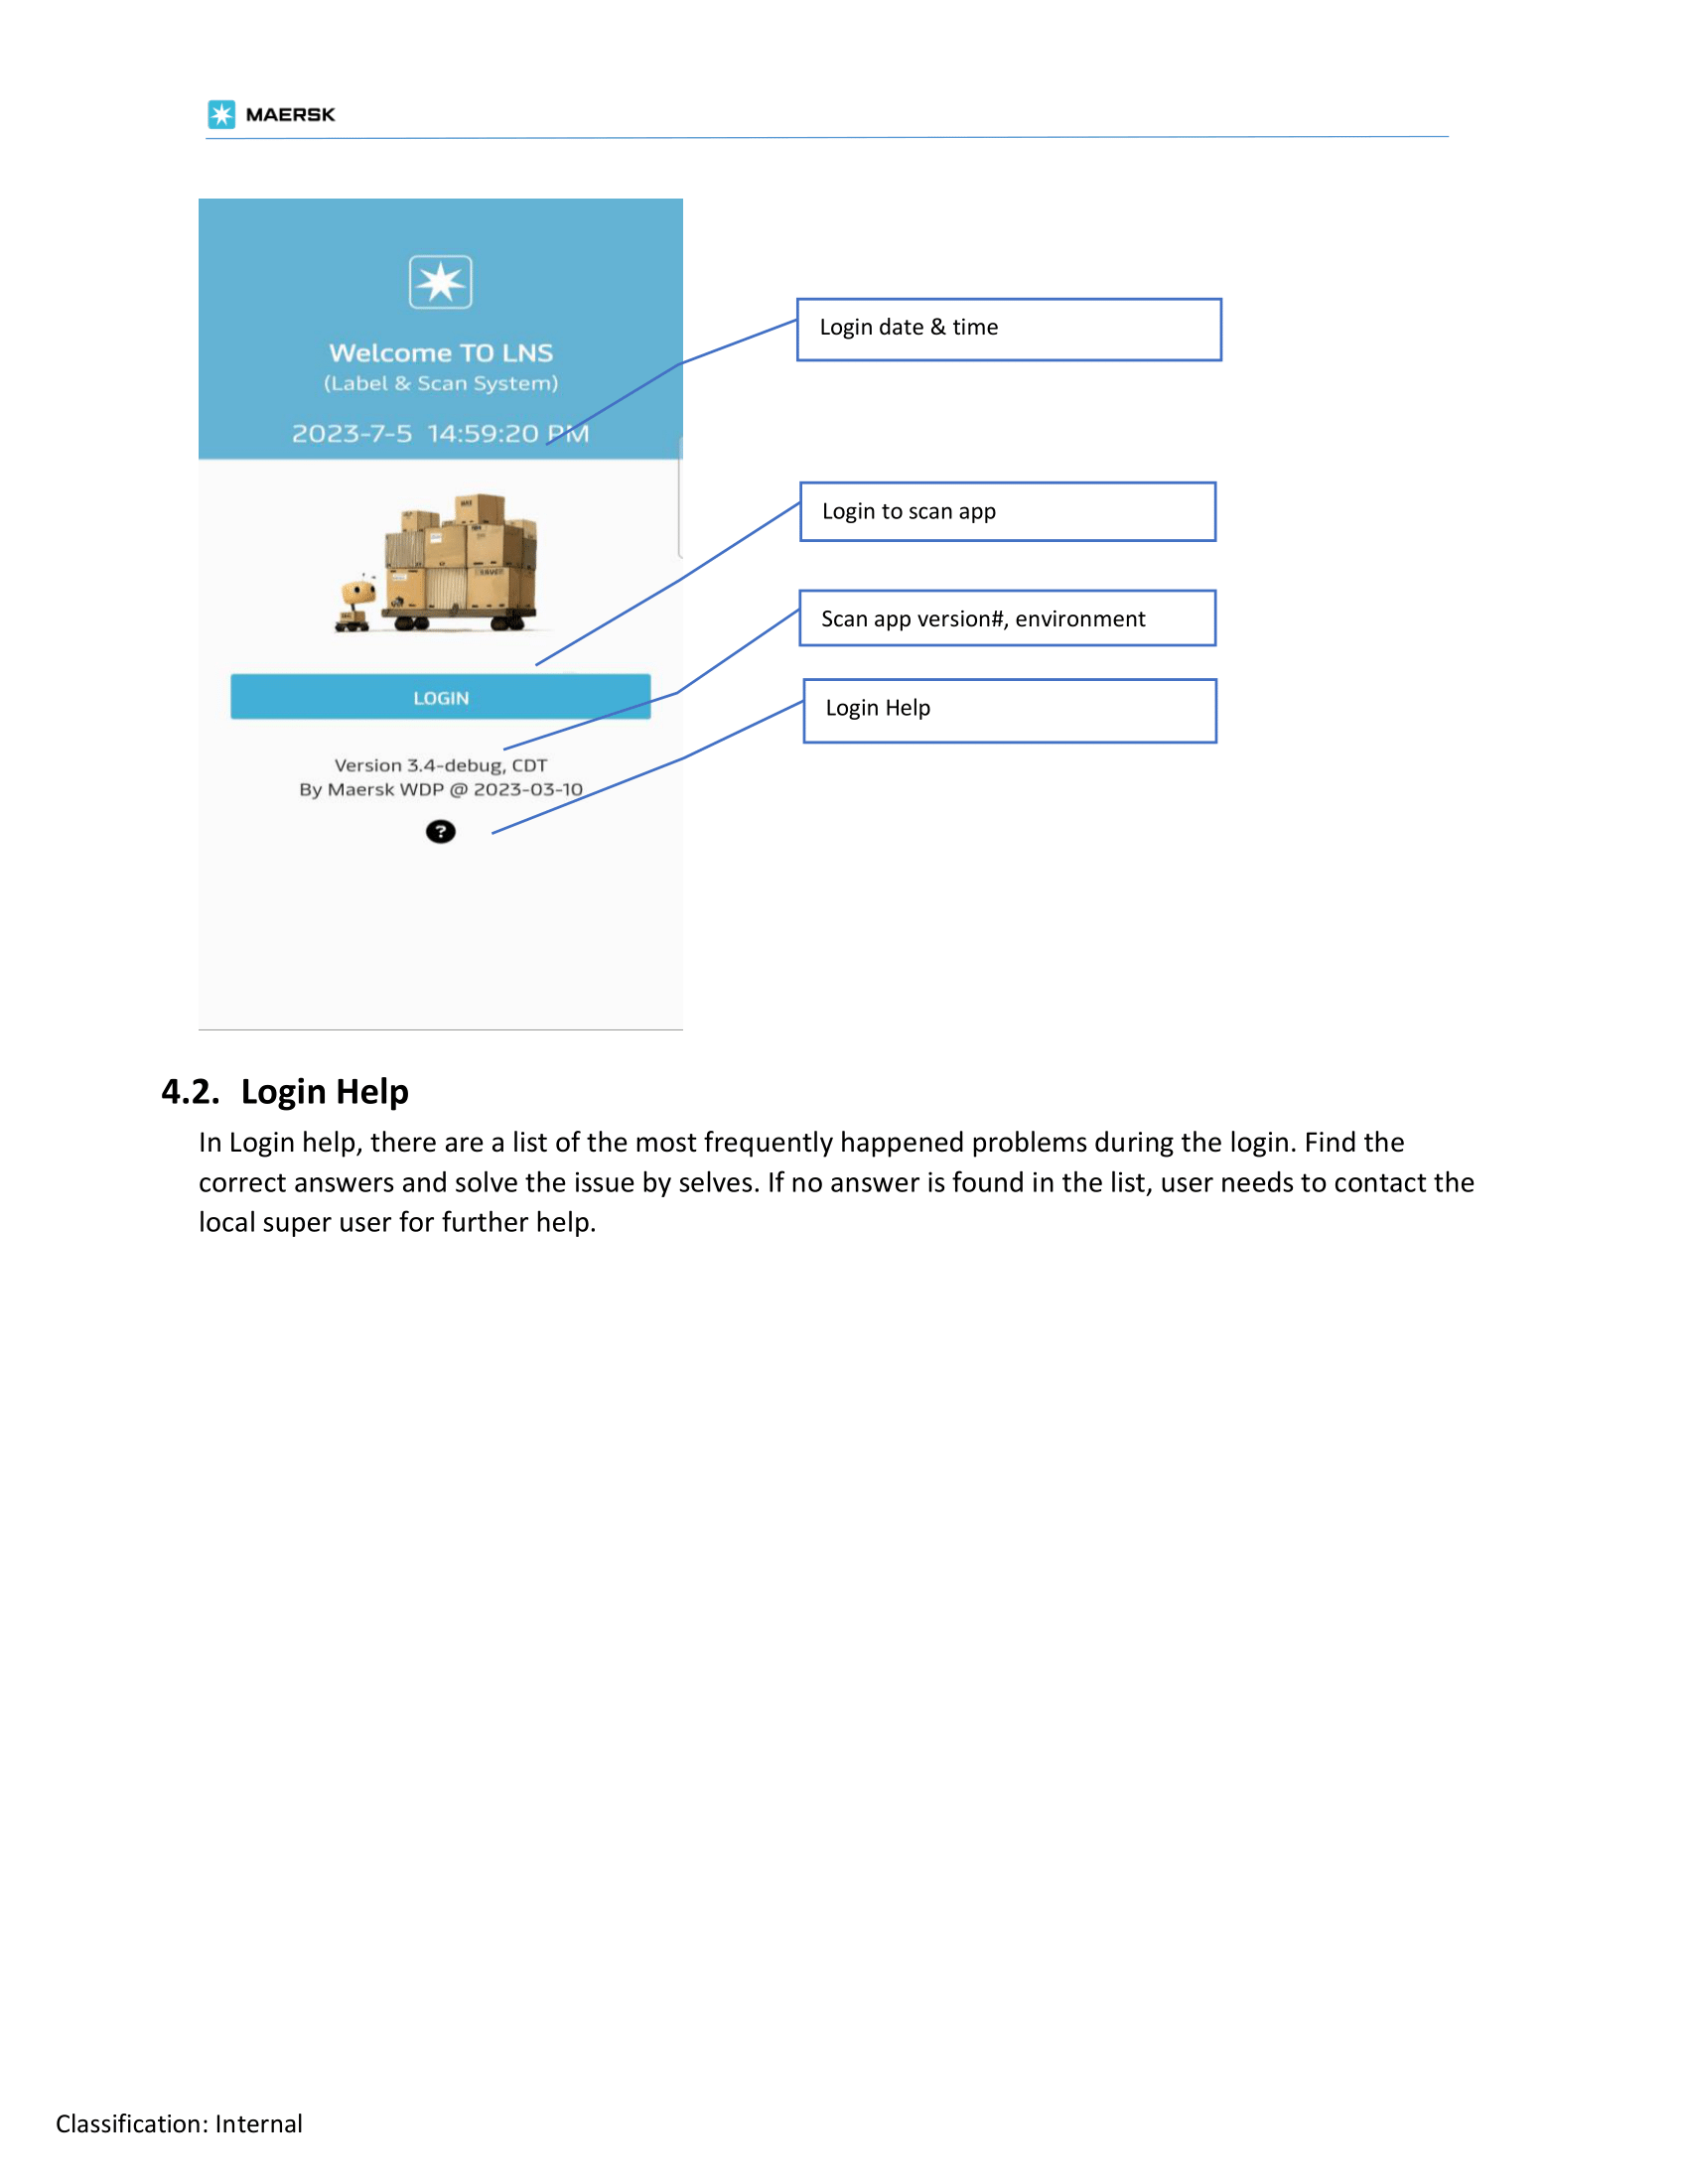 MAERSK
Welcome TO LNS
(Label & Scan System)
2023-7-5 14:59:20 PM
Login date & time
Login to scan app
Scan app version#, environment
LOGIN
Login Help
Version 3.4-debug, CDT
By Maersk WDP @ 2023-03-10
?
4.2. Login Help
In Login help, there are a list of the most frequently happened problems during the login. Find the
correct answers and solve the issue by selves. If no answer is found in the list, user needs to contact the
local super user for further help.
Classification: Internal